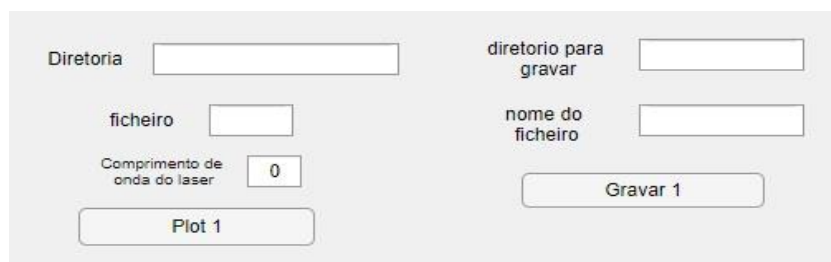 Diretoria
ficheiro
Comprimento de
onda do laser
0
Plot 1
diretorio para
gravar
nome do
ficheiro
Gravar 1